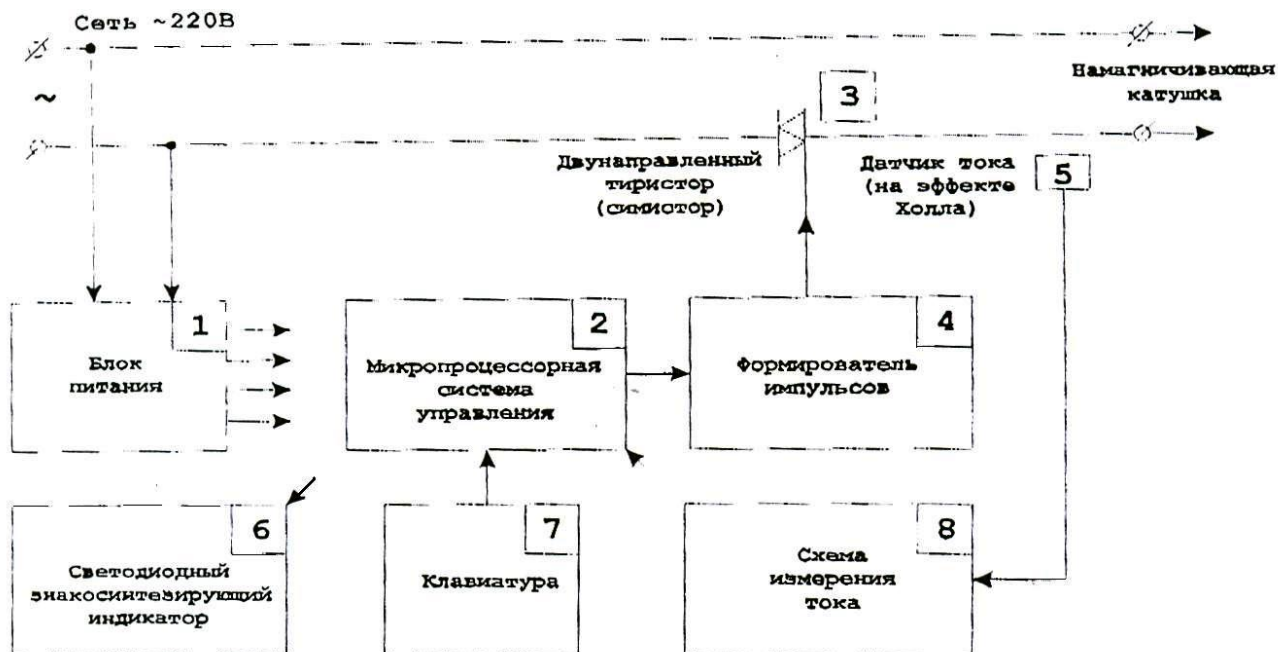 Сеть ~220В
~
Намагничивающая
катушка
3
Двунаправленный
тиристор
(симистор)
Датчик тока
(на эффекте
Холла)
5
1
Блок
питания
2
Микропроцессорная
система
управления
4
Формирователь
импульсов
6
Светодиодный
знакосинтезирующий
индикатор
7
Клавиатура
8
Схема
измерения
тока